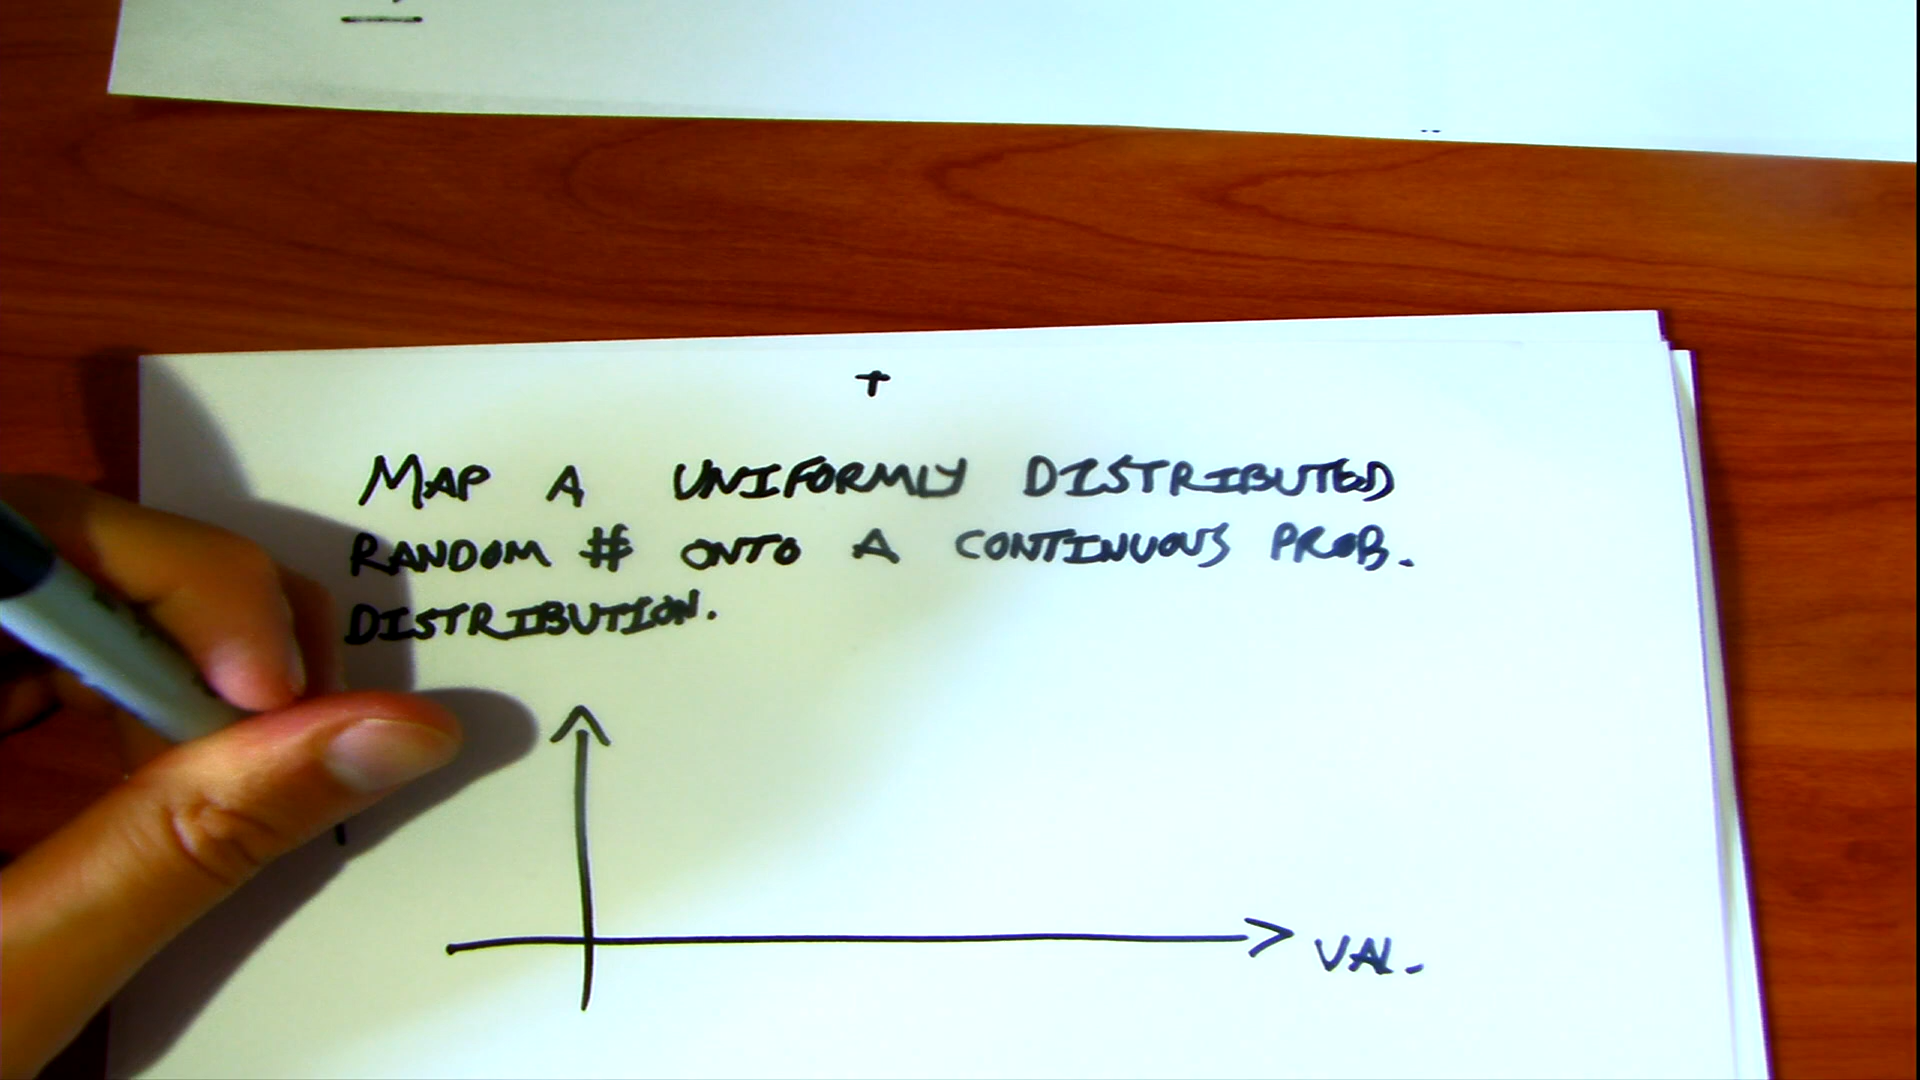 MAP A UNIFORMLY DISTRIBUTED
RANDOM # ONTO A CONTINUOUS PROB.
DISTRIBUTION.
VAL.